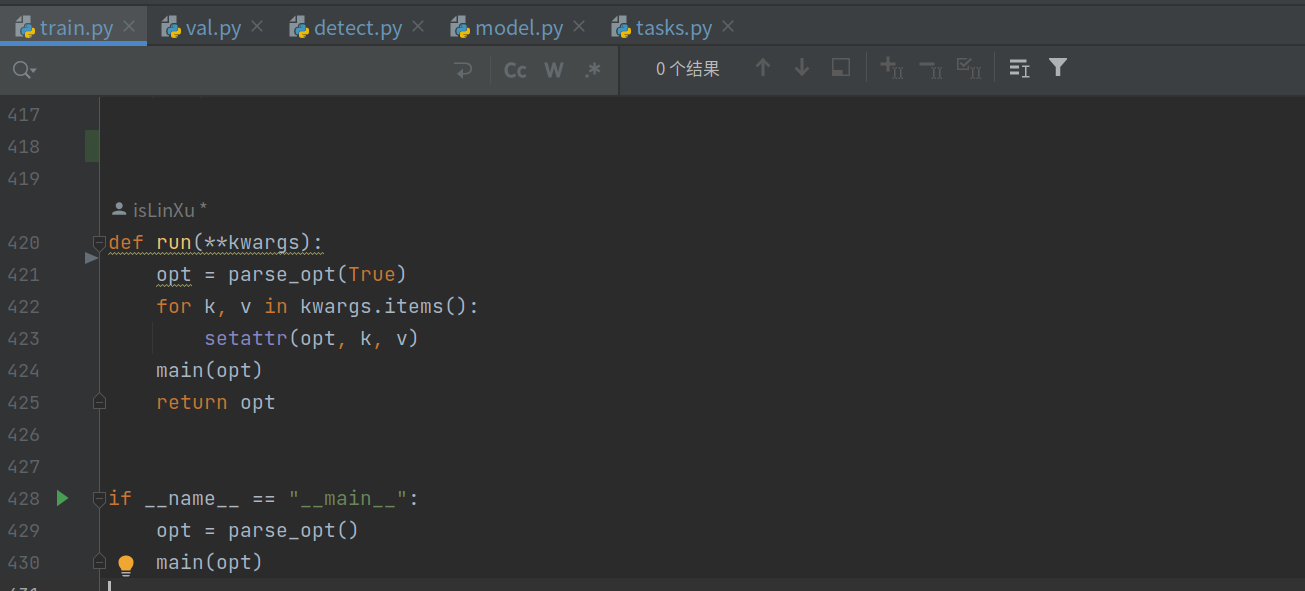 train.py val.py detect.py model.py tasks.py
Cc W .* 0 个结果
417
418
419
isLinXu *
420 def run(**kwargs):
421 opt = parse_opt(True)
422 for k, v in kwargs.items():
423 setattr(opt, k, v)
424 main(opt)
425 return opt
426
427
428 if __name__ == "__main__":
429 opt = parse_opt()
430 main(opt)